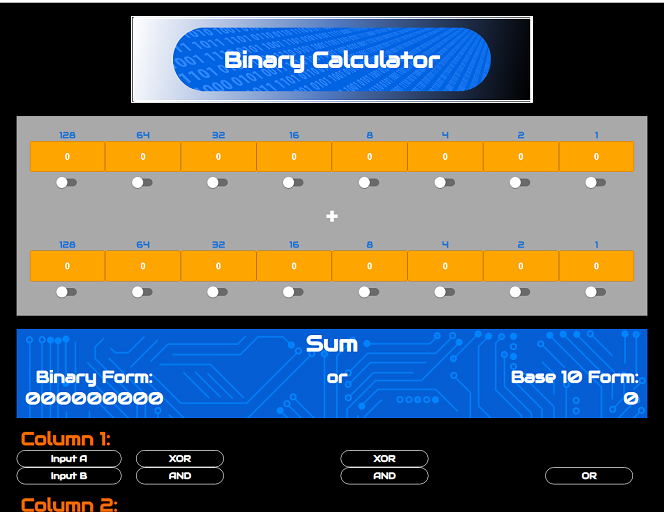 Binary Calculator
128 64 32 16 8 4 2 1
0 0 0 0 0 0 0 0
+
128 64 32 16 8 4 2 1
0 0 0 0 0 0 0 0
Sum
Binary Form: or Base 10 Form:
000000000 0
Column 1:
Input A XOR XOR
Input B AND AND OR
Column 2: